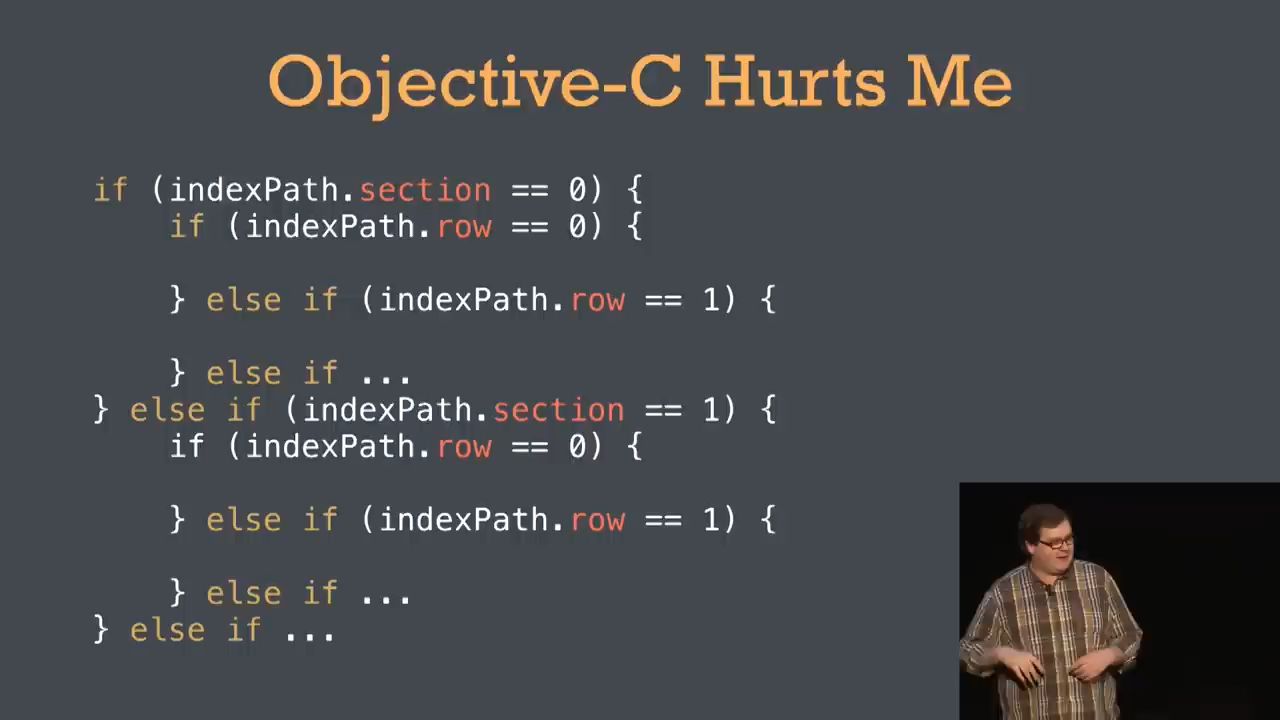 Objective-C Hurts Me
if (indexPath.section == 0) {
if (indexPath.row == 0) {
} else if (indexPath.row == 1) {
} else if ...
} else if (indexPath.section == 1) {
if (indexPath.row == 0) {
} else if (indexPath.row == 1) {
} else if ...
} else if ...